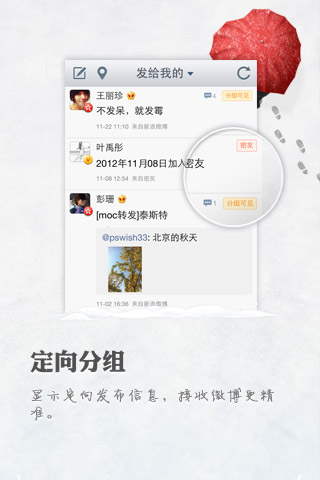 发给我的
王丽珍
4
分组可见
不发呆，就发霉
11-22 11:10 来自新浪微博
叶禹彤
密友
2012年11月08日加入密友
11-08 12:54 来自密友
彭珊
1
分组可见
[moc转发]泰斯特
@pswish33: 北京的秋天
11-02 16:36 来自新浪微博
定向分组
显示定向发布信息，接收微博更精
准。